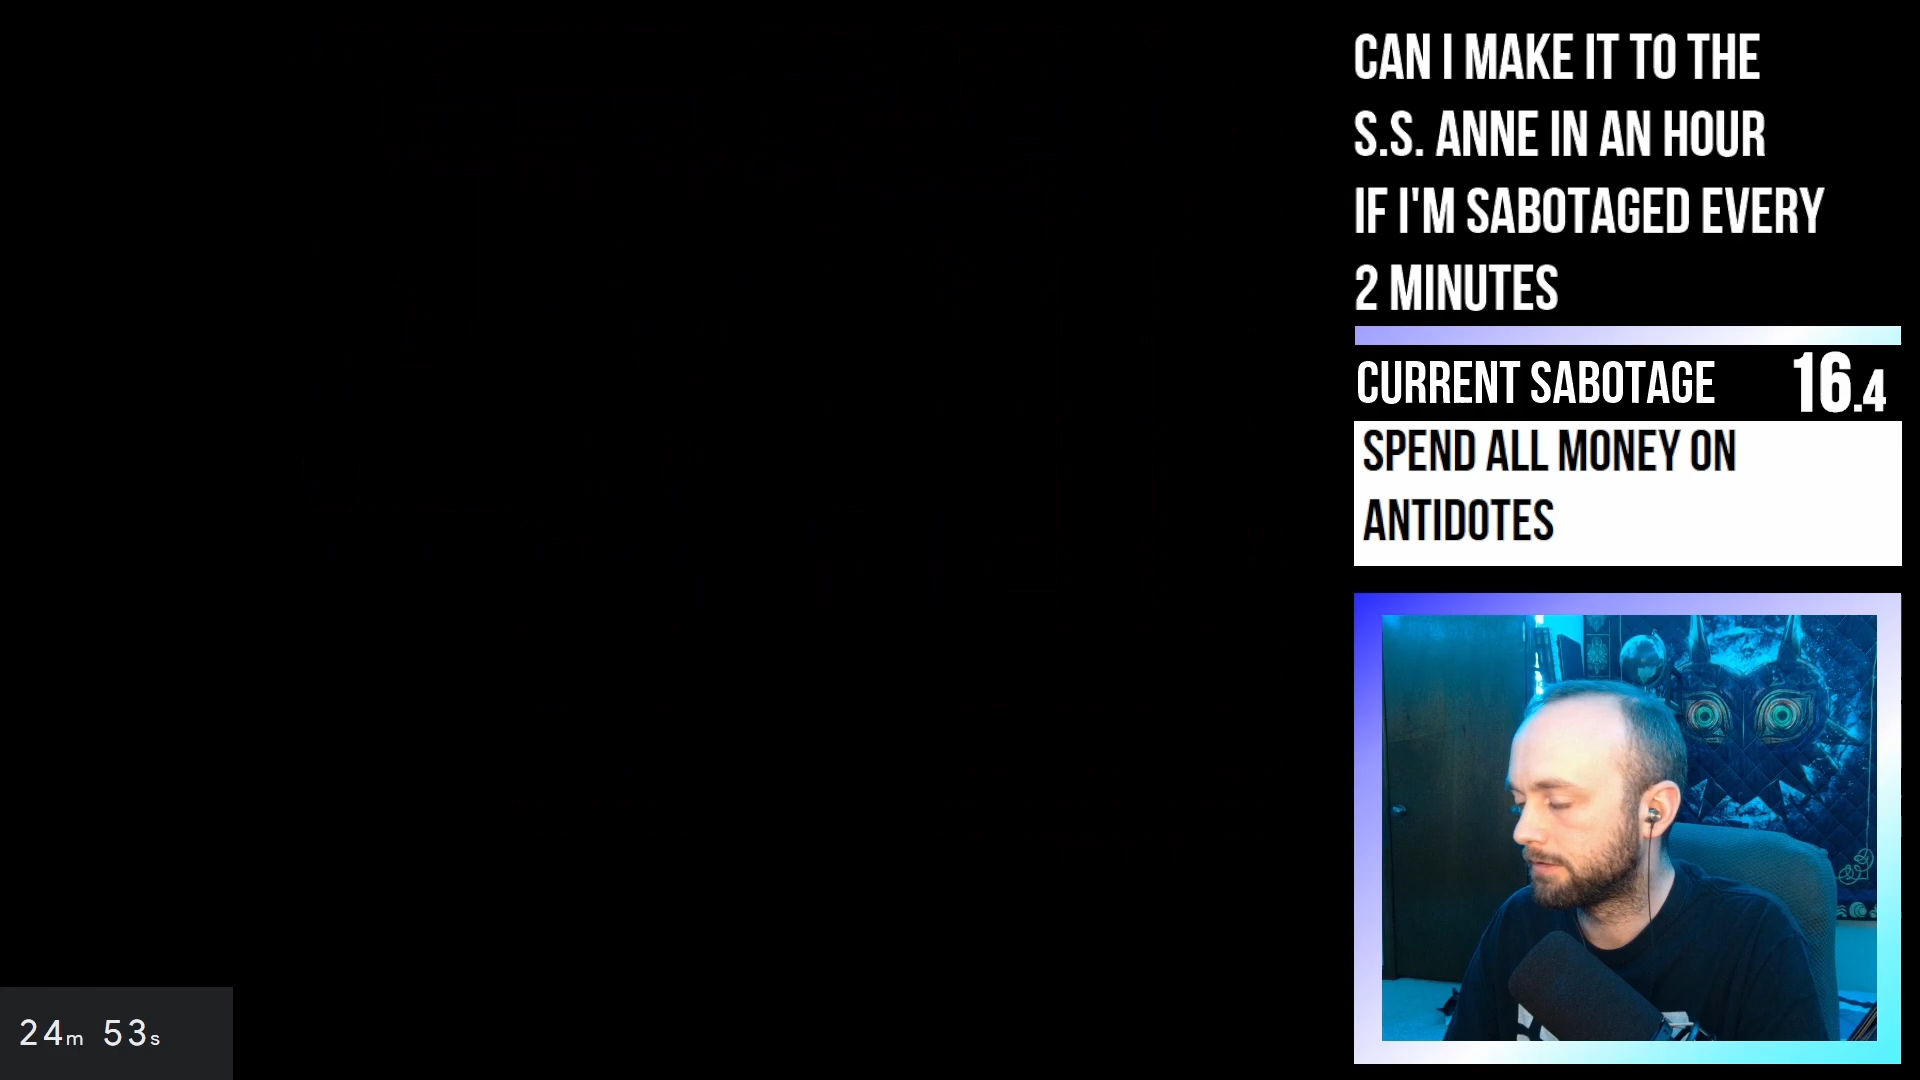 CAN I MAKE IT TO THE
S.S. ANNE IN AN HOUR
IF I'M SABOTAGED EVERY
2 MINUTES
CURRENT SABOTAGE 16.4
SPEND ALL MONEY ON
ANTIDOTES
24m 53s